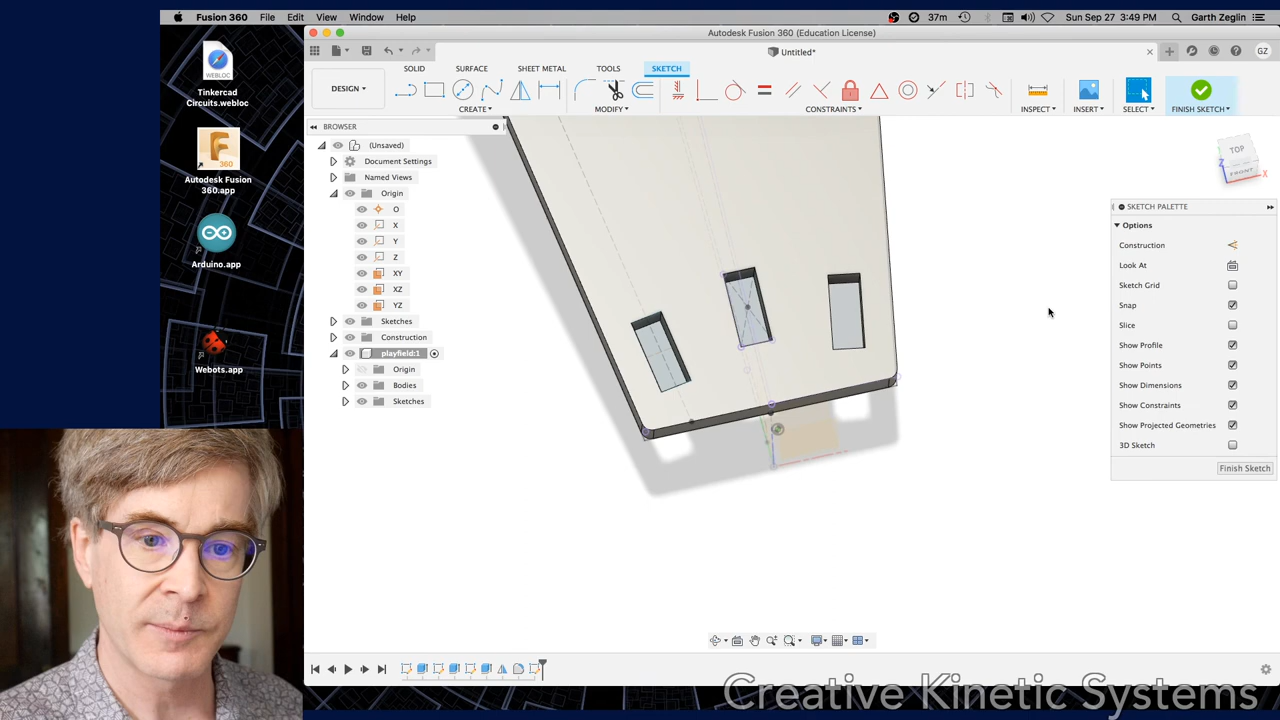 Fusion 360 File Edit View Window Help 37m Sun Sep 27 3:49 PM Garth Zeglin
Autodesk Fusion 360 (Education License)
Untitled*
GZ
SOLID SURFACE SHEET METAL TOOLS SKETCH
DESIGN
CREATE MODIFY CONSTRAINTS INSPECT INSERT SELECT FINISH SKETCH
BROWSER
(Unsaved)
Document Settings
Named Views
Origin
O
X
Y
Z
XY
XZ
YZ
Sketches
Construction
playfield:1
Origin
Bodies
Sketches
TOP
FRONT
Z
X
SKETCH PALETTE
Options
Construction
Look At
Sketch Grid
Snap
Slice
Show Profile
Show Points
Show Dimensions
Show Constraints
Show Projected Geometries
3D Sketch
Finish Sketch
WEBLOC
Tinkercad
Circuits.webloc
360
Autodesk Fusion
360.app
Arduino.app
Webots.app
Creative Kinetic Systems